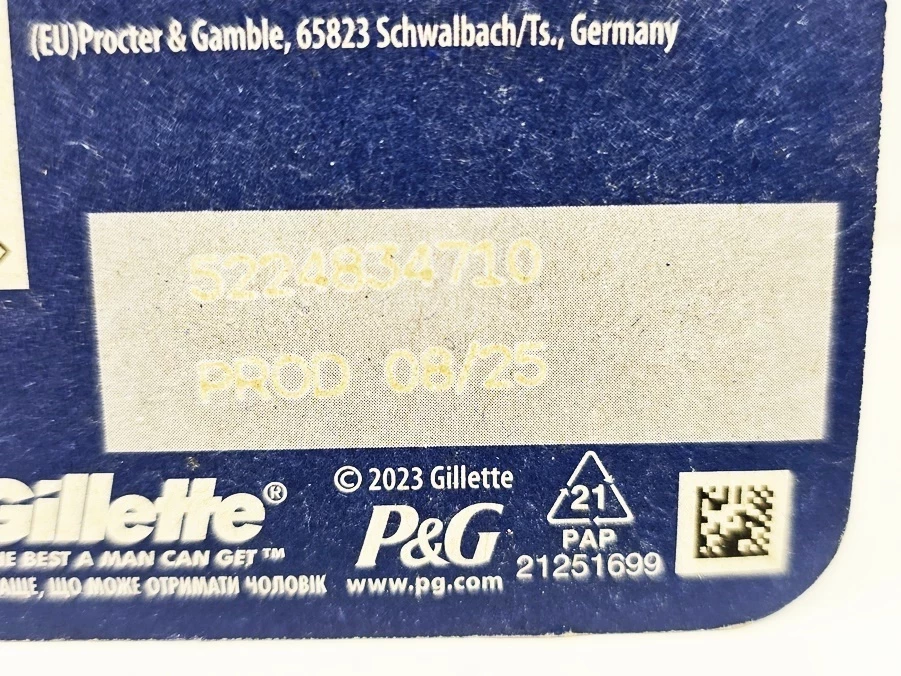 (EU)Procter & Gamble, 65823 Schwalbach/Ts., Germany
5224834710
PROD 08/25
© 2023 Gillette
Gillette®
THE BEST A MAN CAN GET™
ЩО МОЖЕ ОТРИМАТИ ЧОЛОВІК
P&G
www.pg.com
21
PAP
21251699